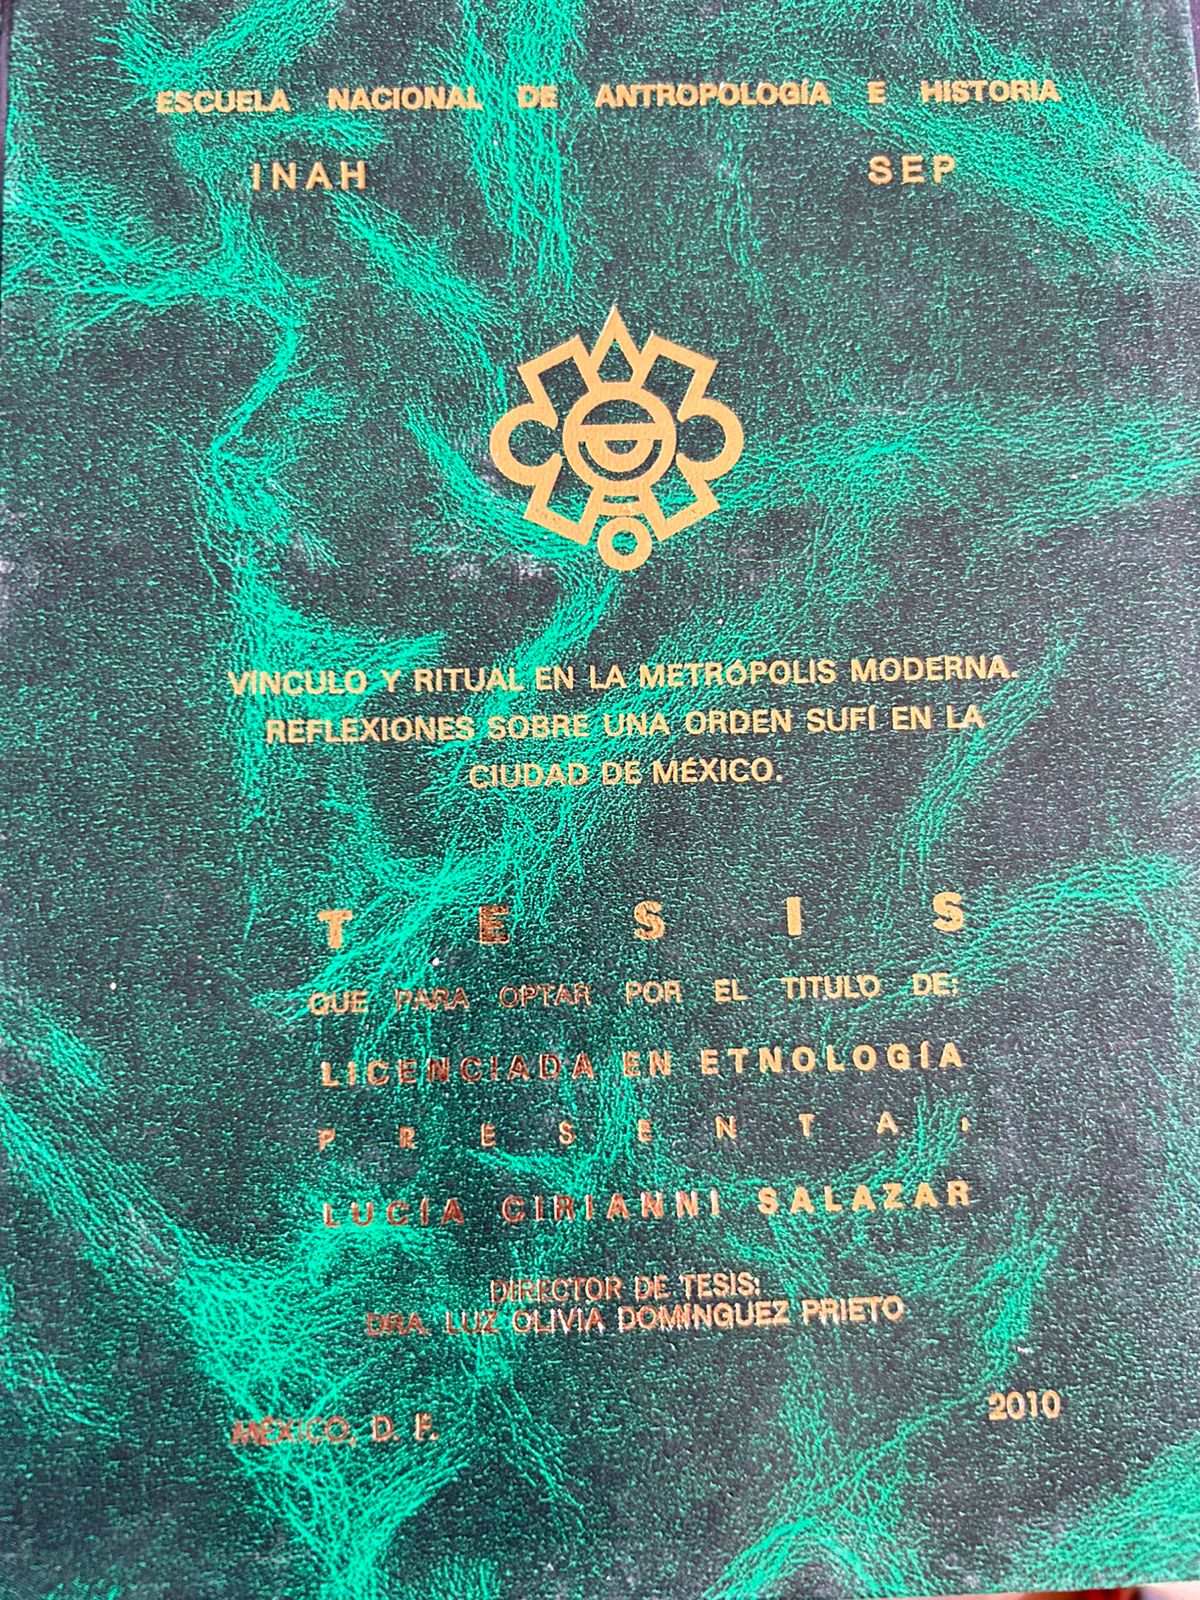 ESCUELA NACIONAL DE ANTROPOLOGÍA E HISTORIA
INAH SEP
VINCULO Y RITUAL EN LA METRÓPOLIS MODERNA.
REFLEXIONES SOBRE UNA ORDEN SUFÍ EN LA
CIUDAD DE MÉXICO.
TESIS
QUE PARA OPTAR POR EL TITULO DE:
LICENCIADA EN ETNOLOGÍA
PRESENTA:
LUCÍA CIRIANNI SALAZAR
DIRECTOR DE TESIS:
DRA. LUZ OLIVIA DOMÍNGUEZ PRIETO
MÉXICO, D. F. 2010